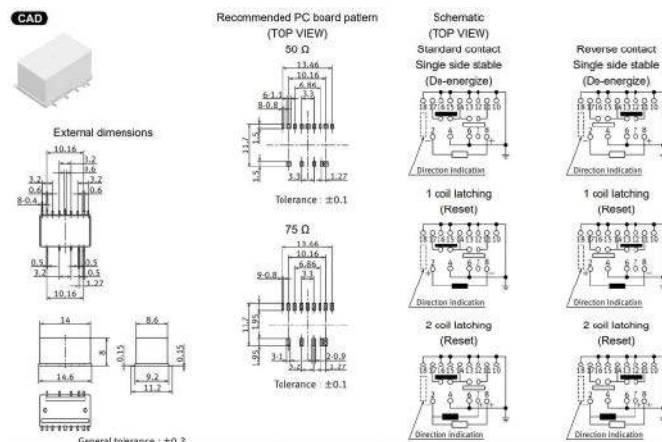 CAD
Recommended PC board pattern
(TOP VIEW)
50 Ω
13.46
10.16
6.86
3.3
6-1.1
8-0.8
1.5
11.7
1.5
3.3
1.27
Tolerance : ±0.1
75 Ω
13.46
10.16
6.86
3.3
9-0.8
1.95
11.7
1.95
3-1
3.2
2-0.9
1.27
Tolerance : ±0.1
External dimensions
10.16
3.2
3.6
3.2
3.2
0.6
0.6
8-0.4
0.5
0.5
3.2
1.27
10.16
14
8
14.6
8.6
0.15
0.15
9.2
11.2
General tolerance : ±0.3
Schematic
(TOP VIEW)
Standard contact
Single side stable
(De-energize)
Direction indication
1 coil latching
(Reset)
Direction indication
2 coil latching
(Reset)
Direction indication
Reverse contact
Single side stable
(De-energize)
Direction indication
1 coil latching
(Reset)
Direction indication
2 coil latching
(Reset)
Direction indication